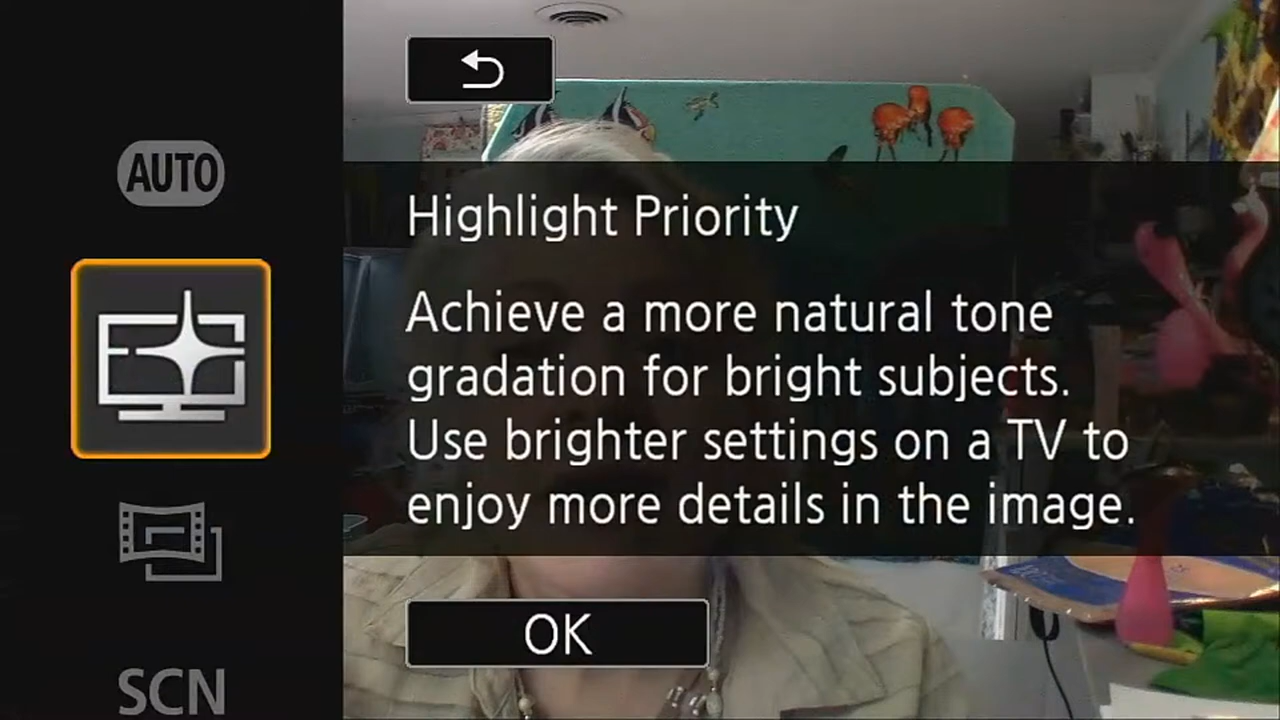 AUTO
SCN
Highlight Priority
Achieve a more natural tone
gradation for bright subjects.
Use brighter settings on a TV to
enjoy more details in the image.
OK